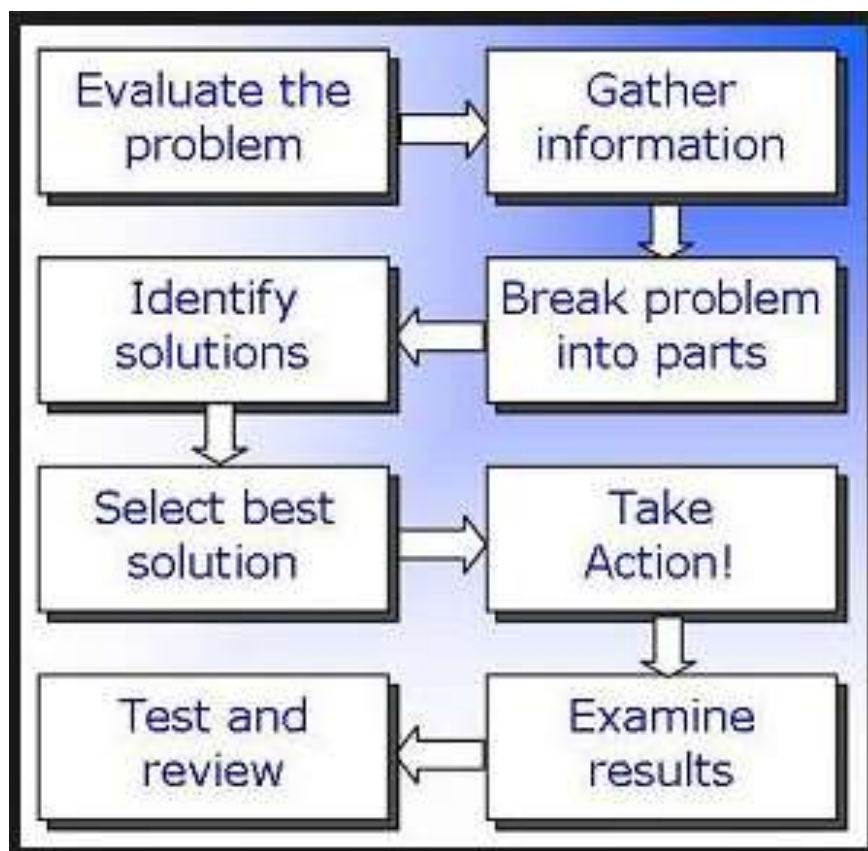 Evaluate the
problem
Gather
information
Break problem
into parts
Identify
solutions
Select best
solution
Take
Action!
Examine
results
Test and
review